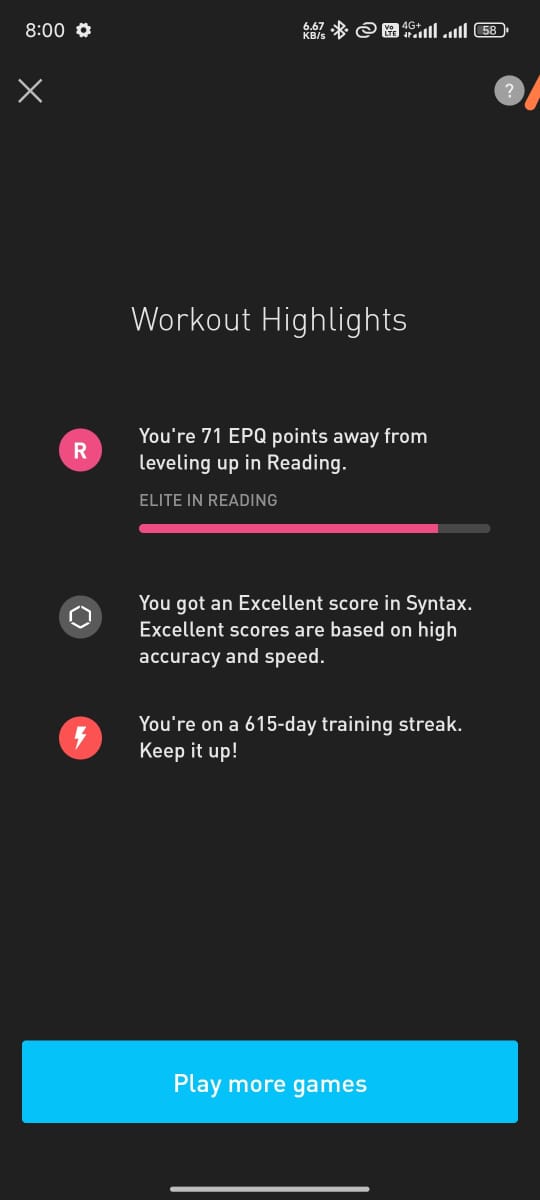 8:00
6.67
KB/s
Vo
LTE
4G+
58
?
Workout Highlights
R
You're 71 EPQ points away from
leveling up in Reading.
ELITE IN READING
You got an Excellent score in Syntax.
Excellent scores are based on high
accuracy and speed.
You're on a 615-day training streak.
Keep it up!
Play more games